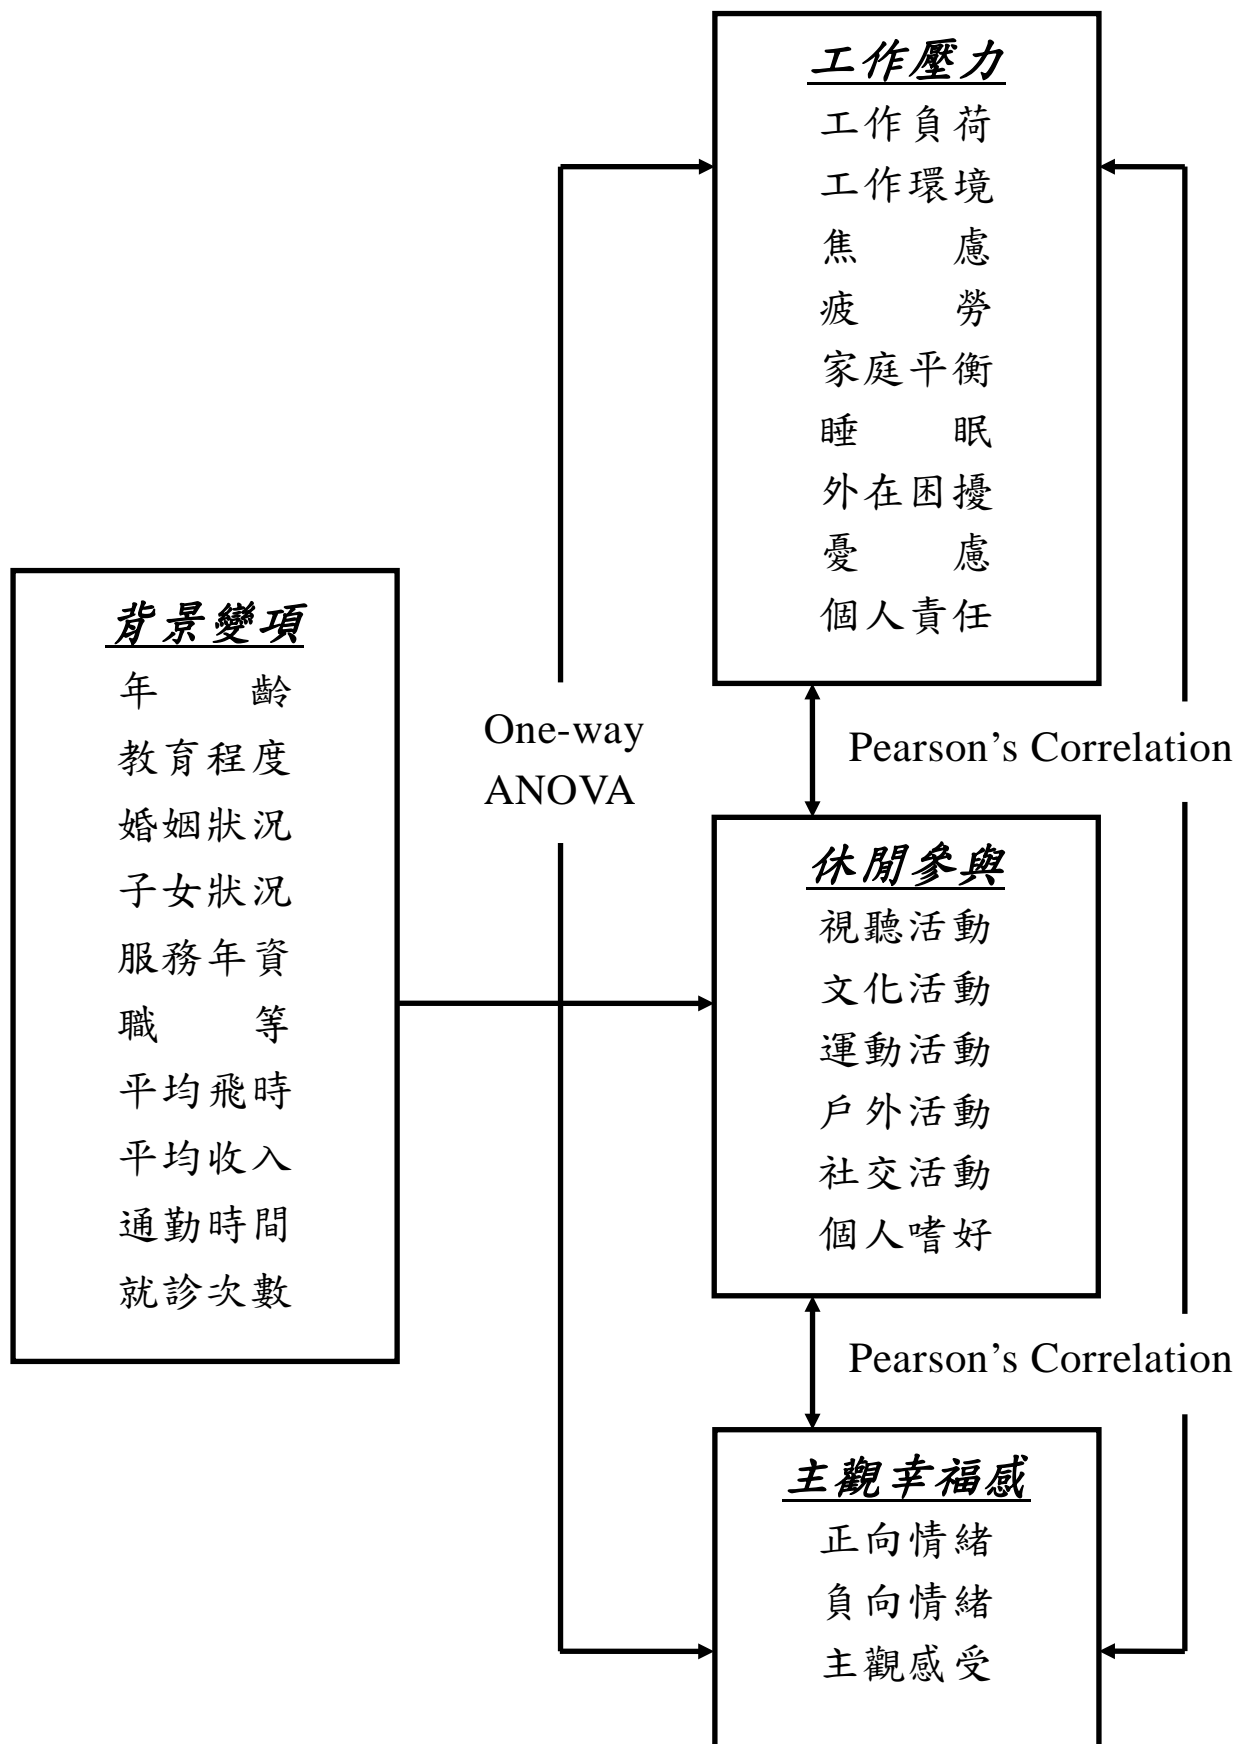 工作壓力
工作負荷
工作環境
焦 慮
疲 勞
家庭平衡
睡 眠
外在困擾
憂 慮
個人責任
背景變項
年 齡
教育程度
婚姻狀況
子女狀況
服務年資
職 等
平均飛時
平均收入
通勤時間
就診次數
One-way
ANOVA
Pearson’s Correlation
休閒參與
視聽活動
文化活動
運動活動
戶外活動
社交活動
個人嗜好
Pearson’s Correlation
主觀幸福感
正向情緒
負向情緒
主觀感受